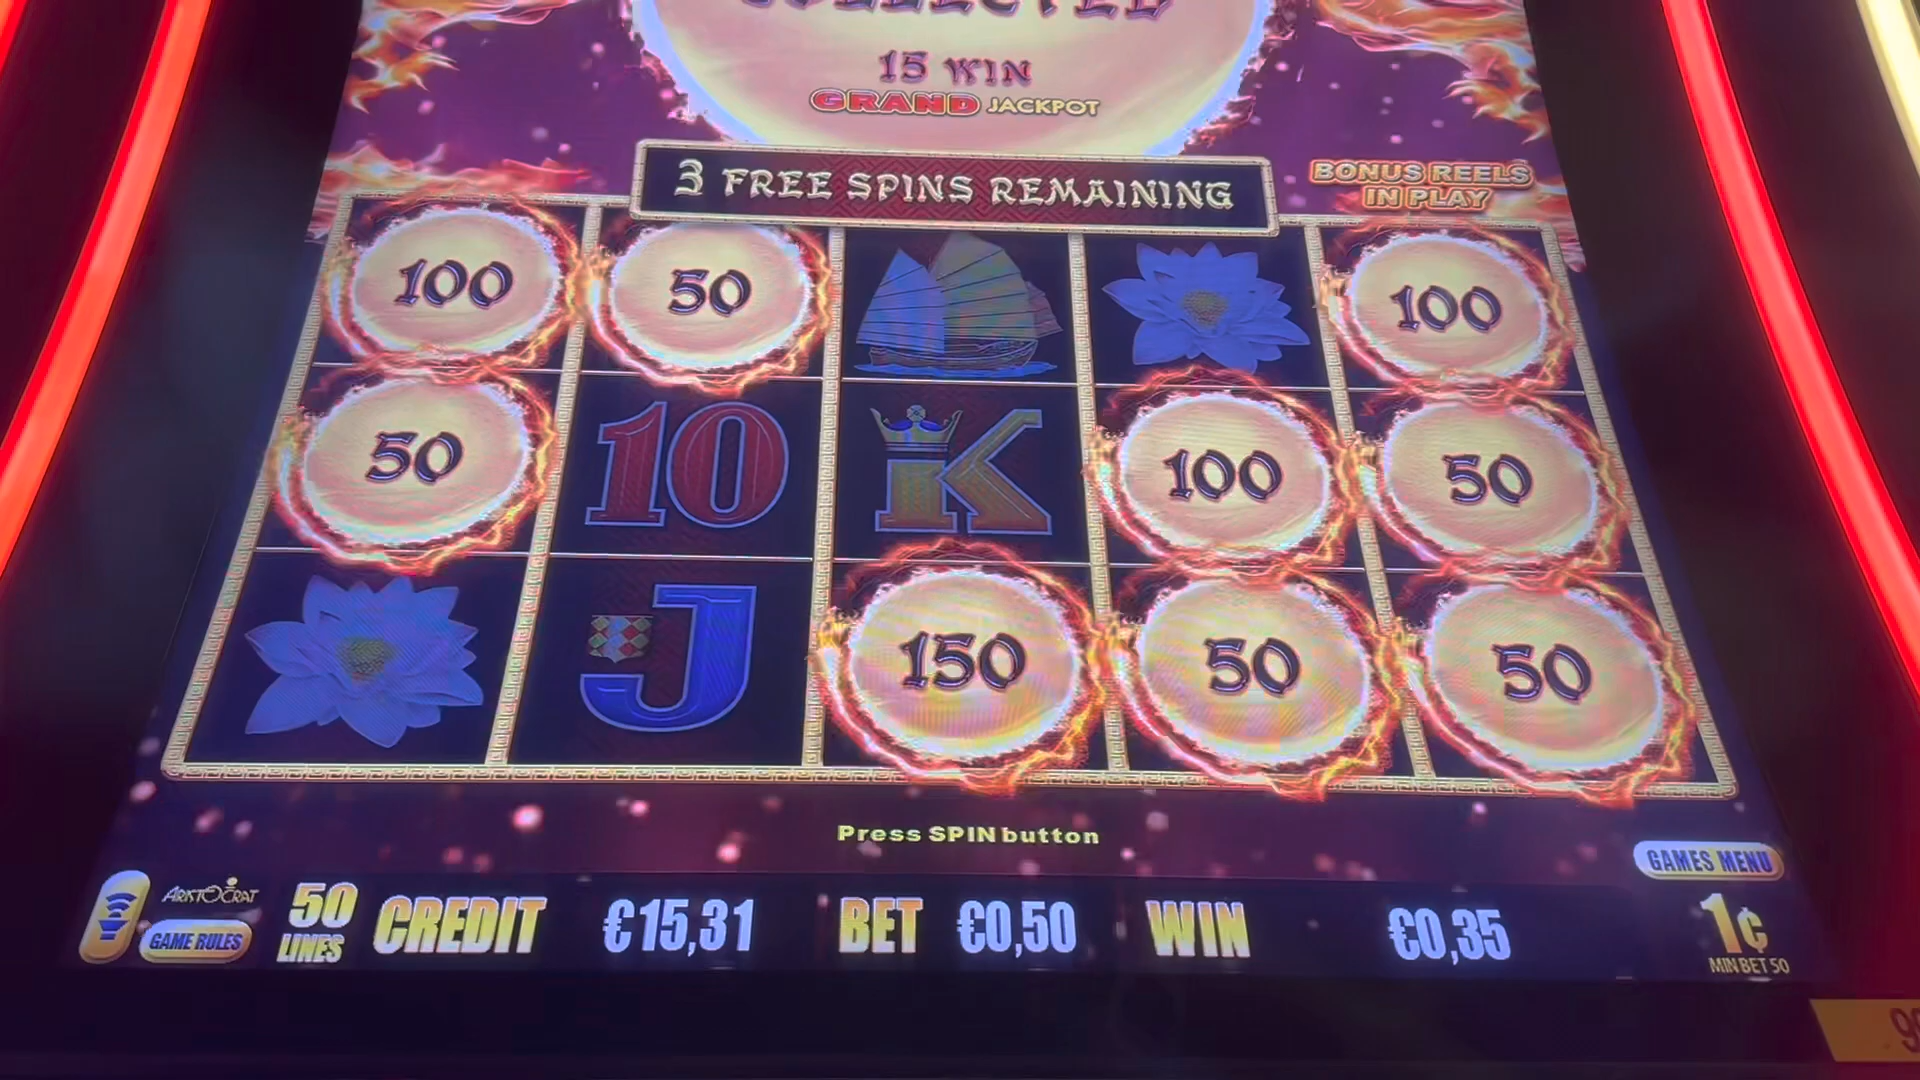 COLLECTED
15 WIN
GRAND JACKPOT
3 FREE SPINS REMAINING
BONUS REELS
IN PLAY
100
50
100
50
10
K
100
50
J
150
50
50
Press SPIN button
GAMES MENU
ARISTOCRAT
GAME RULES
50
LINES
CREDIT €15,31
BET €0,50
WIN €0,35
1¢
MIN BET 50